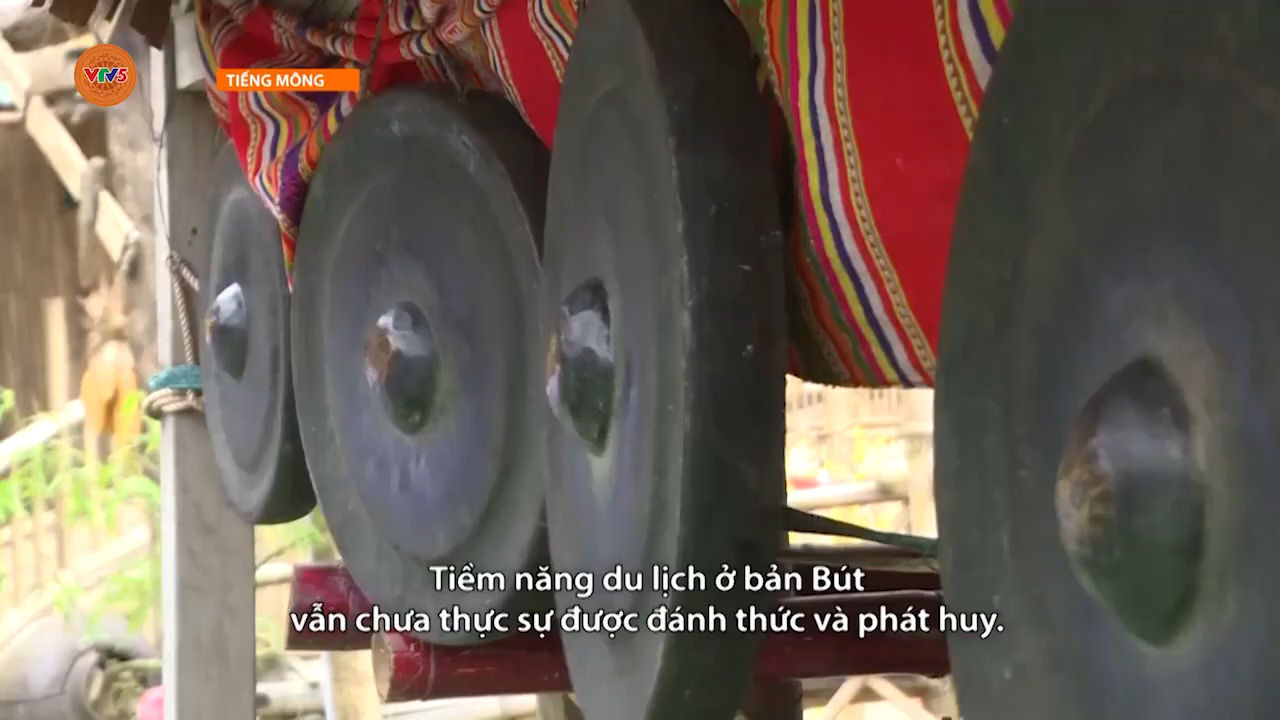 VTV5
TIẾNG MÔNG
Tiềm năng du lịch ở bản Bút
vẫn chưa thực sự được đánh thức và phát huy.